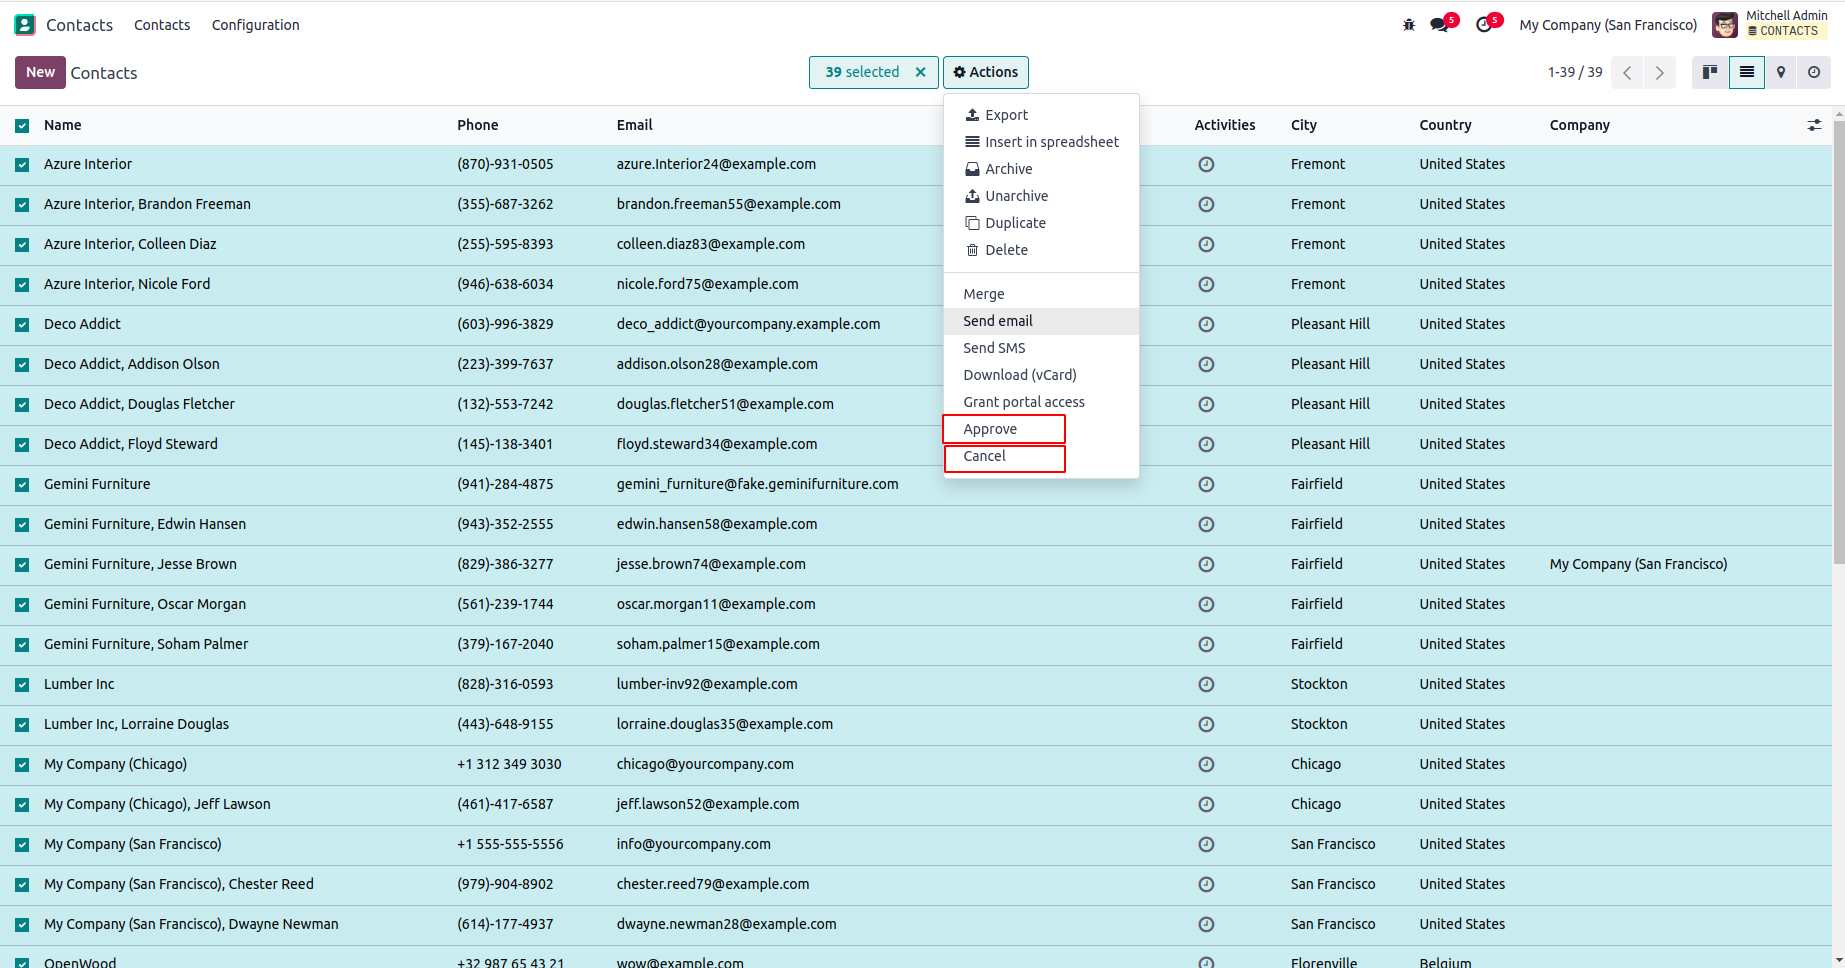 Contacts Contacts Configuration 5 5 My Company (San Francisco) Mitchell Admin
CONTACTS
New Contacts 39 selected × Actions 1-39 / 39
Export
Insert in spreadsheet
Archive
Unarchive
Duplicate
Delete
Merge
Send email
Send SMS
Download (vCard)
Grant portal access
Approve
Cancel
Name Phone Email Activities City Country Company
Azure Interior (870)-931-0505 azure.Interior24@example.com Fremont United States
Azure Interior, Brandon Freeman (355)-687-3262 brandon.freeman55@example.com Fremont United States
Azure Interior, Colleen Diaz (255)-595-8393 colleen.diaz83@example.com Fremont United States
Azure Interior, Nicole Ford (946)-638-6034 nicole.ford75@example.com Fremont United States
Deco Addict (603)-996-3829 deco_addict@yourcompany.example.com Pleasant Hill United States
Deco Addict, Addison Olson (223)-399-7637 addison.olson28@example.com Pleasant Hill United States
Deco Addict, Douglas Fletcher (132)-553-7242 douglas.fletcher51@example.com Pleasant Hill United States
Deco Addict, Floyd Steward (145)-138-3401 floyd.steward34@example.com Pleasant Hill United States
Gemini Furniture (941)-284-4875 gemini_furniture@fake.geminifurniture.com Fairfield United States
Gemini Furniture, Edwin Hansen (943)-352-2555 edwin.hansen58@example.com Fairfield United States
Gemini Furniture, Jesse Brown (829)-386-3277 jesse.brown74@example.com Fairfield United States My Company (San Francisco)
Gemini Furniture, Oscar Morgan (561)-239-1744 oscar.morgan11@example.com Fairfield United States
Gemini Furniture, Soham Palmer (379)-167-2040 soham.palmer15@example.com Fairfield United States
Lumber Inc (828)-316-0593 lumber-inv92@example.com Stockton United States
Lumber Inc, Lorraine Douglas (443)-648-9155 lorraine.douglas35@example.com Stockton United States
My Company (Chicago) +1 312 349 3030 chicago@yourcompany.com Chicago United States
My Company (Chicago), Jeff Lawson (461)-417-6587 jeff.lawson52@example.com Chicago United States
My Company (San Francisco) +1 555-555-5556 info@yourcompany.com San Francisco United States
My Company (San Francisco), Chester Reed (979)-904-8902 chester.reed79@example.com San Francisco United States
My Company (San Francisco), Dwayne Newman (614)-177-4937 dwayne.newman28@example.com San Francisco United States
OpenWood +32 987 65 43 21 wow@example.com Florenville Belgium